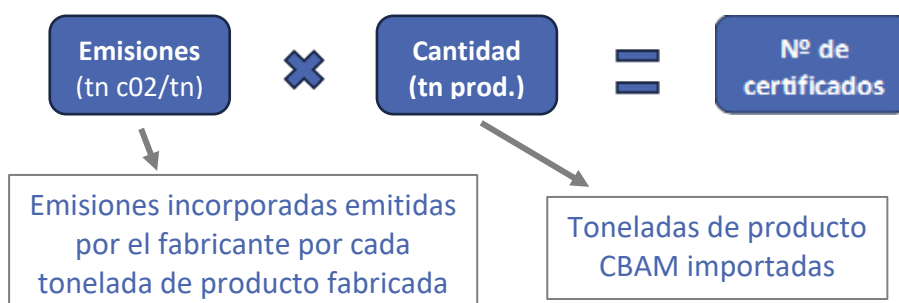 Emisiones
(tn c02/tn)
Cantidad
(tn prod.)
Nº de
certificados
Emisiones incorporadas emitidas
por el fabricante por cada
tonelada de producto fabricada
Toneladas de producto
CBAM importadas